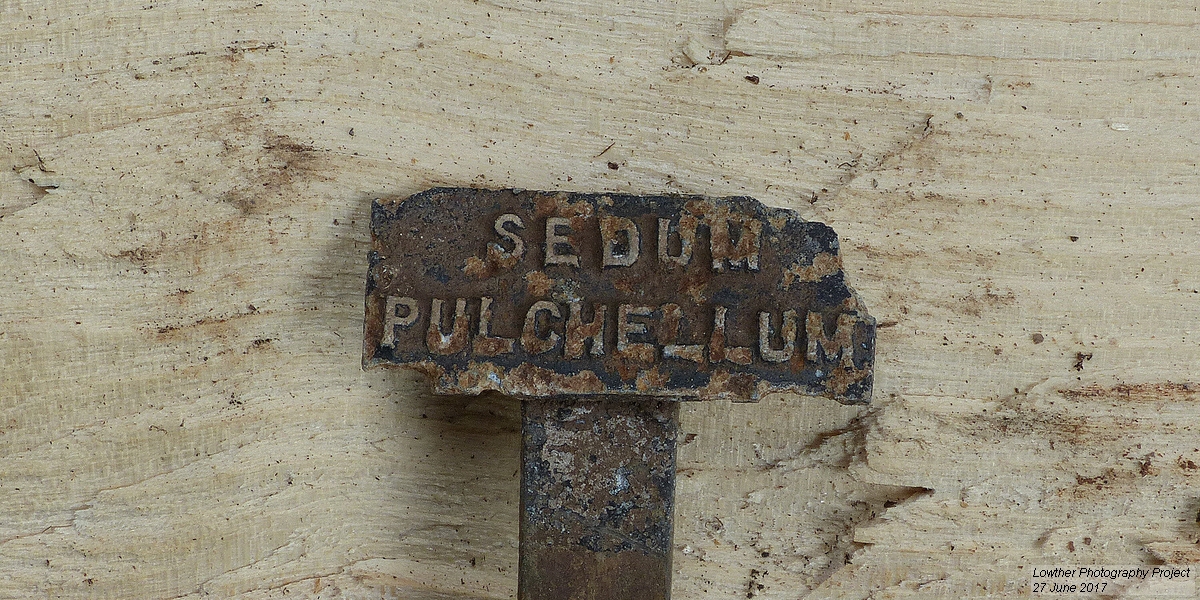 SEDUM
PULCHELLUM
Lowther Photography Project
27 June 2017